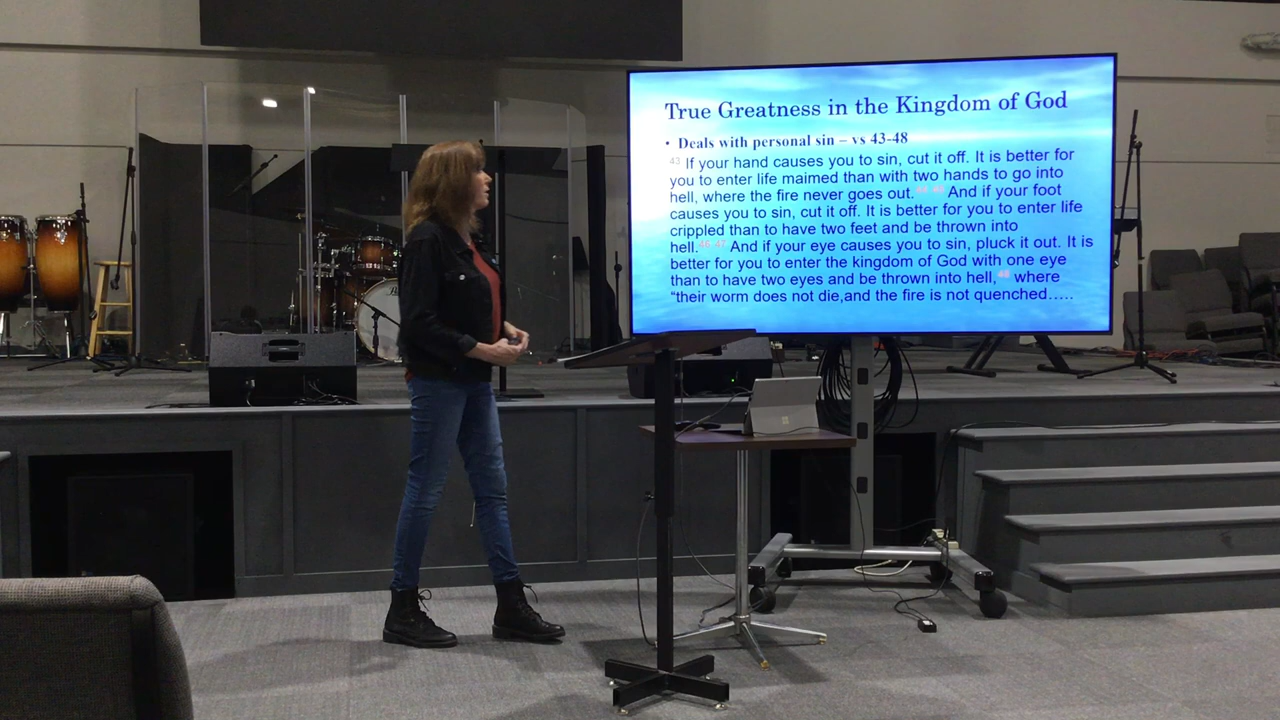 True Greatness in the Kingdom of God
• Deals with personal sin – vs 43-48
43 If your hand causes you to sin, cut it off. It is better for
you to enter life maimed than with two hands to go into
hell, where the fire never goes out. And if your foot
causes you to sin, cut it off. It is better for you to enter life
crippled than to have two feet and be thrown into
hell. And if your eye causes you to sin, pluck it out. It is
better for you to enter the kingdom of God with one eye
than to have two eyes and be thrown into hell, 48 where
“their worm does not die,and the fire is not quenched…..